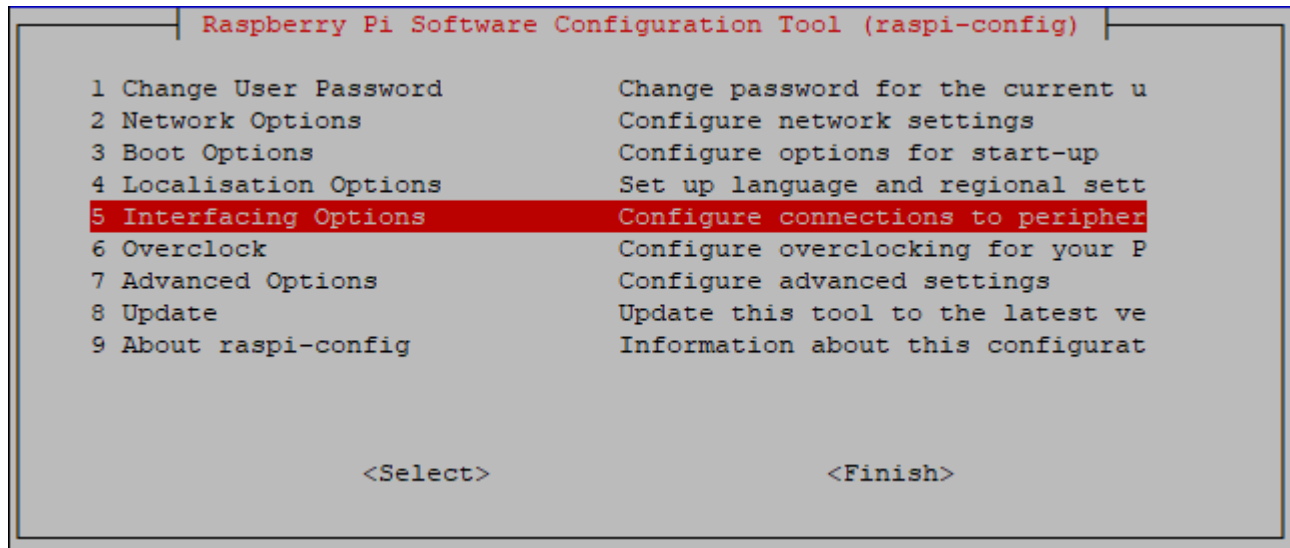 Raspberry Pi Software Configuration Tool (raspi-config)
1 Change User Password Change password for the current u
2 Network Options Configure network settings
3 Boot Options Configure options for start-up
4 Localisation Options Set up language and regional sett
5 Interfacing Options Configure connections to peripher
6 Overclock Configure overclocking for your P
7 Advanced Options Configure advanced settings
8 Update Update this tool to the latest ve
9 About raspi-config Information about this configurat
<Select> <Finish>